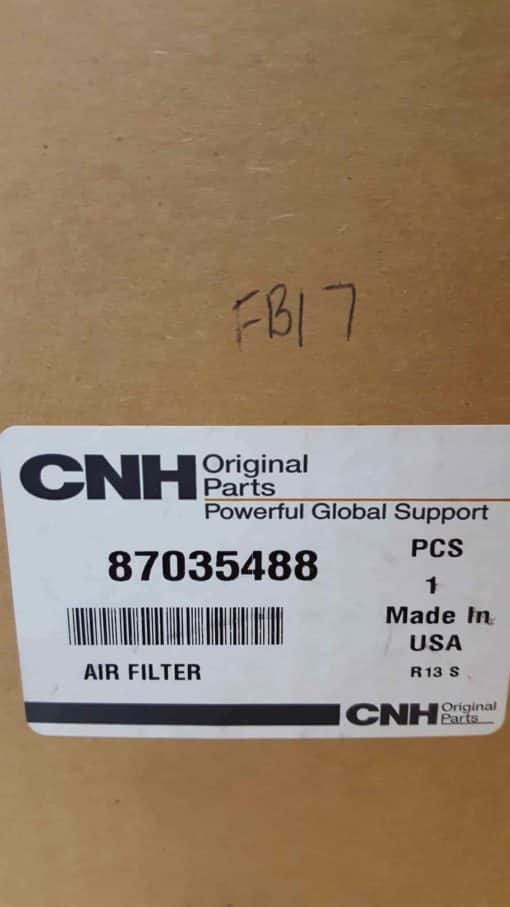 FB17
CNH Original
Parts
Powerful Global Support
87035488
PCS
1
Made In
USA
AIR FILTER
R13 S
CNH Original
Parts